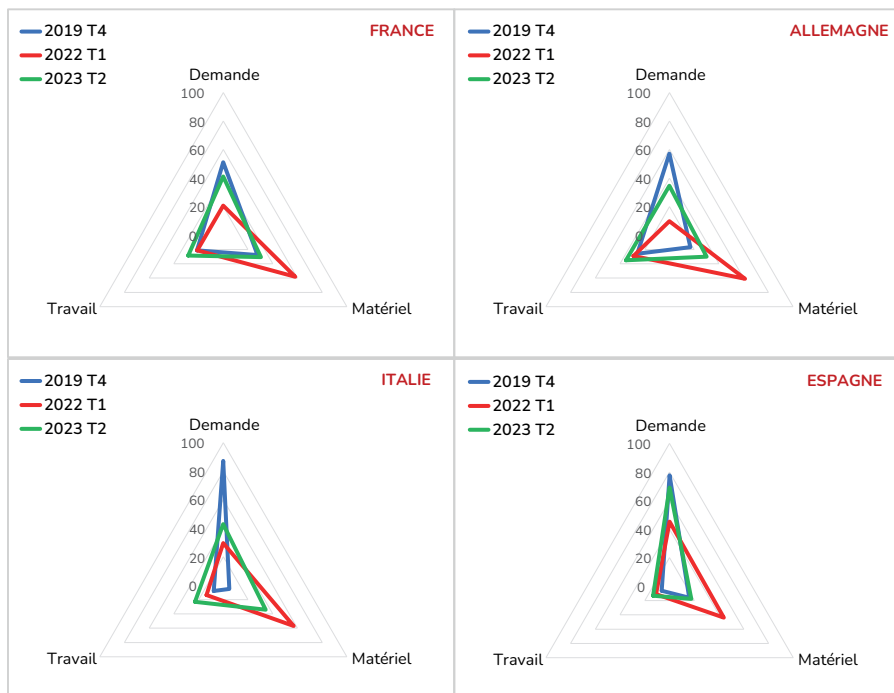 2019 T4
2022 T1
2023 T2
FRANCE
Demande
100
80
60
40
20
0
Travail
Matériel
2019 T4
2022 T1
2023 T2
ALLEMAGNE
Demande
100
80
60
40
20
0
Travail
Matériel
2019 T4
2022 T1
2023 T2
ITALIE
Demande
100
80
60
40
20
0
Travail
Matériel
2019 T4
2022 T1
2023 T2
ESPAGNE
Demande
100
80
60
40
20
0
Travail
Matériel